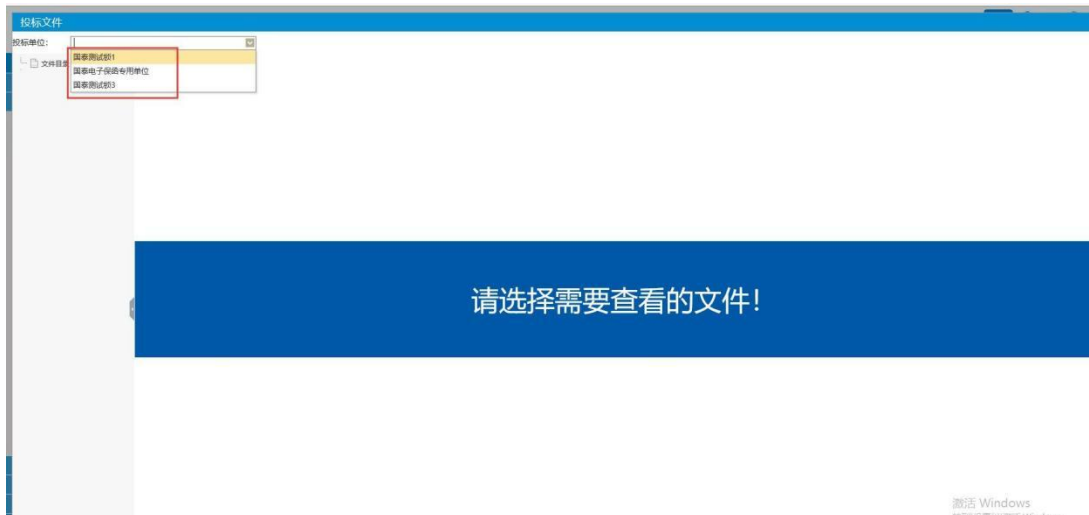 投标文件
投标单位：
国泰测试锁1
文件目录
国泰电子保函专用单位
国泰测试锁3
请选择需要查看的文件！
激活 Windows